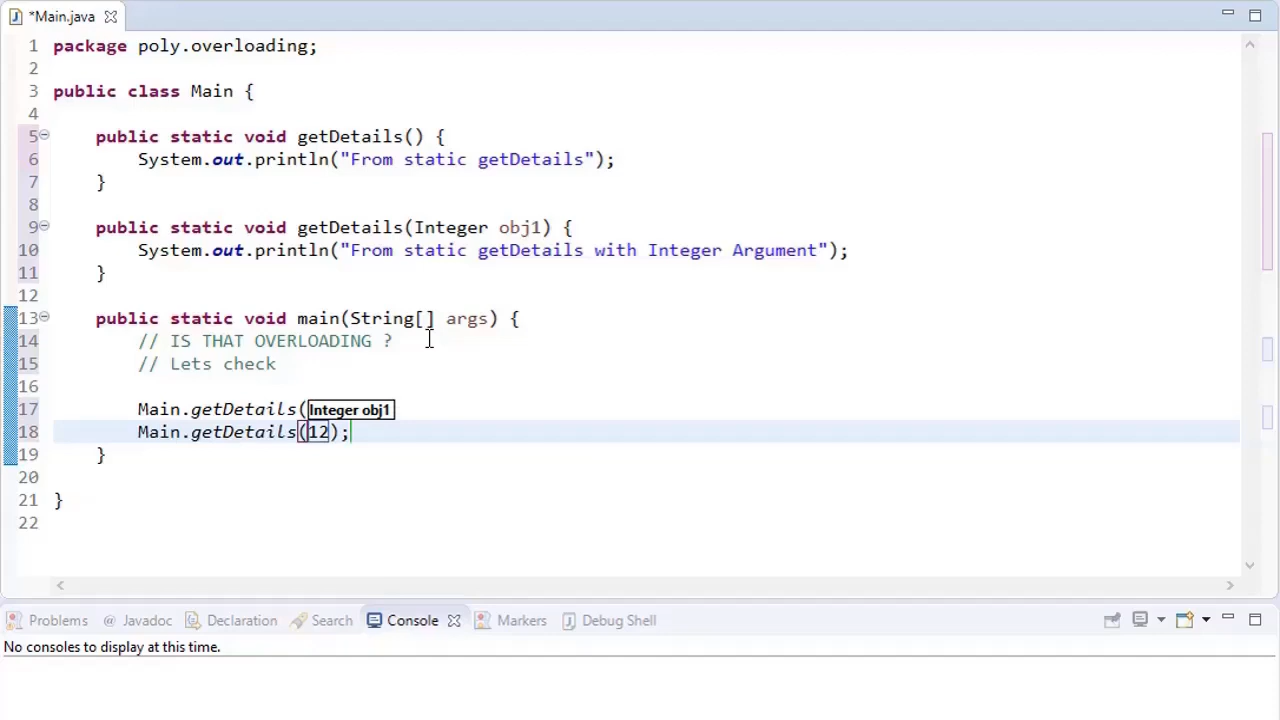 *Main.java
1 package poly.overloading;
2
3 public class Main {
4
5 public static void getDetails() {
6 System.out.println("From static getDetails");
7 }
8
9 public static void getDetails(Integer obj1) {
10 System.out.println("From static getDetails with Integer Argument");
11 }
12
13 public static void main(String[] args) {
14 // IS THAT OVERLOADING ?
15 // Lets check
16
17 Main.getDetails( Integer obj1
18 Main.getDetails(12);
19 }
20
21 }
22
Problems @ Javadoc Declaration Search Console Markers Debug Shell
No consoles to display at this time.